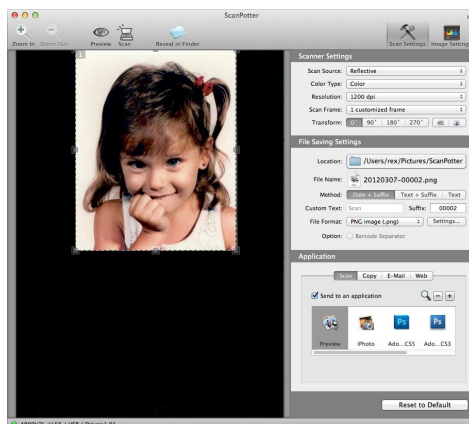 ScanPotter
Zoom In Zoom Out Preview Scan Reveal in Finder Scan Settings Image Setting
1
Scanner Settings
Scan Source: Reflective
Color Type: Color
Resolution: 1200 dpi
Scan Frame: 1 customized frame
Transform: 0° 90° 180° 270°
File Saving Settings
Location: /Users/rex/Pictures/ScanPotter
File Name: 20120307-00002.png
Method: Date + Suffix Text + Suffix Text
Custom Text: Scan Suffix: 00002
File Format: PNG image (.png) Settings...
Option: Barcode Separator
Application
Scan Copy E-Mail Web
Send to an application
Ps Ps
Preview iPhoto Ado...CS5 Ado...CS3
Reset to Default